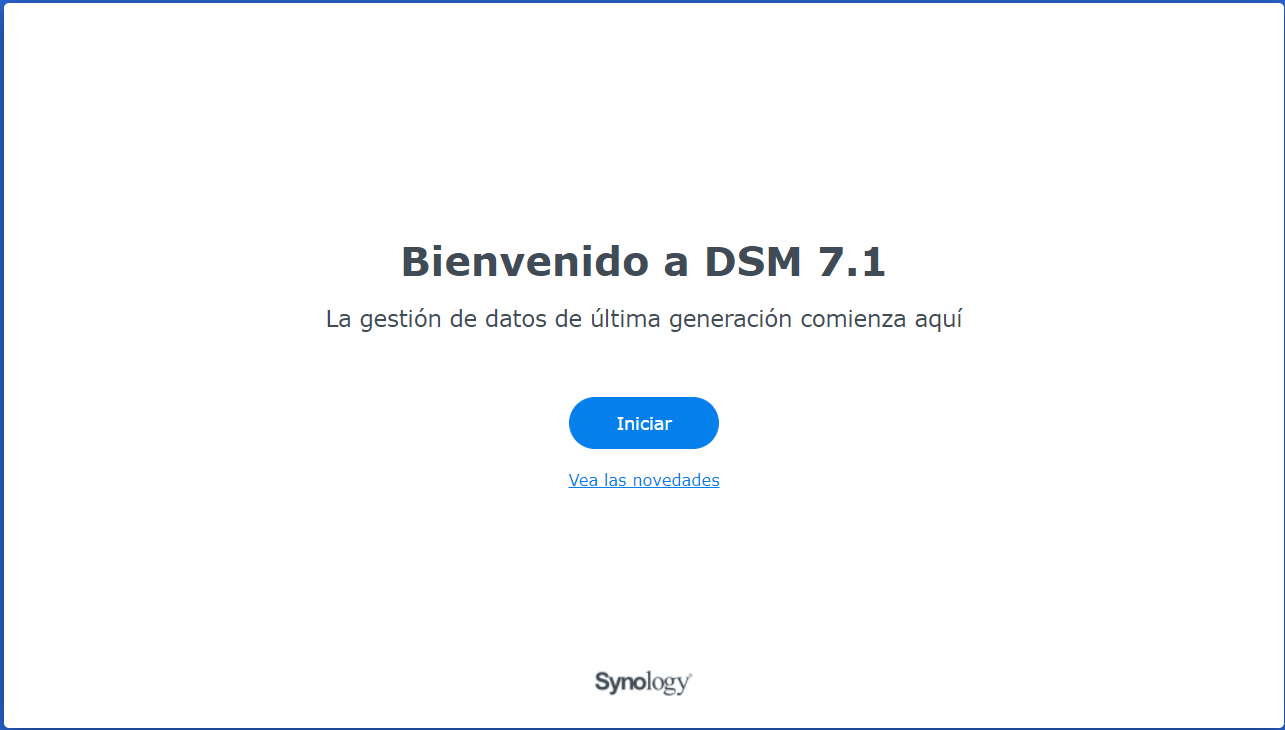 Bienvenido a DSM 7.1
La gestión de datos de última generación comienza aquí
Iniciar
Vea las novedades
Synology®